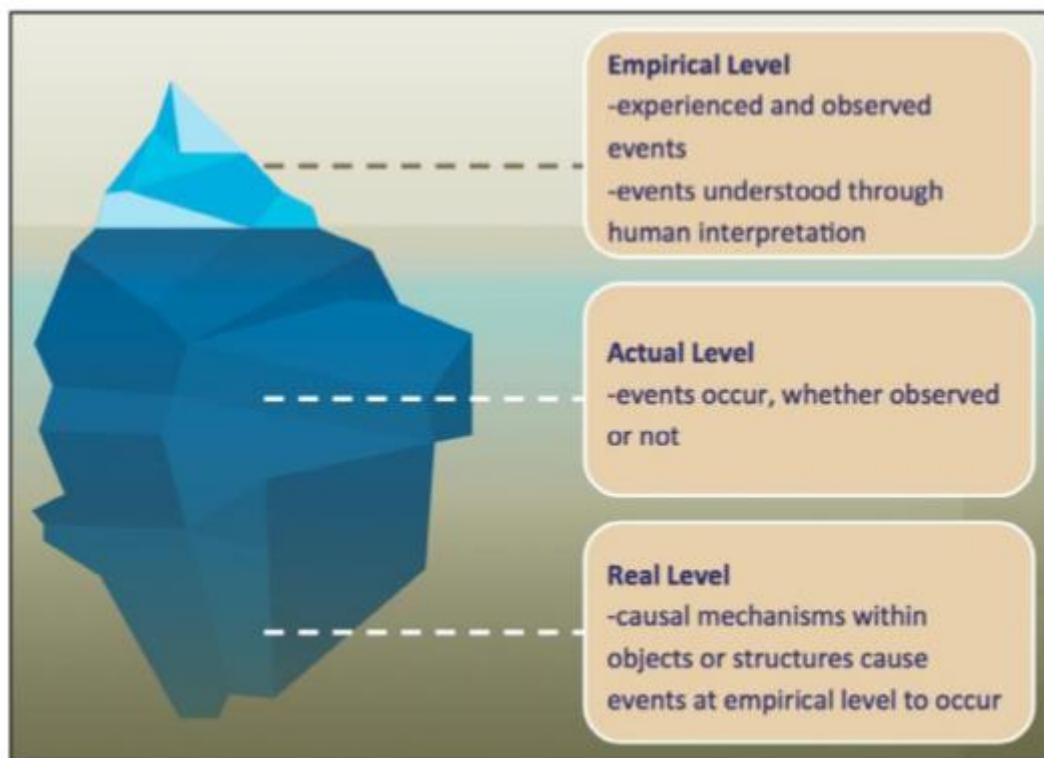 Empirical Level
-experienced and observed
events
-events understood through
human interpretation
Actual Level
-events occur, whether observed
or not
Real Level
-causal mechanisms within
objects or structures cause
events at empirical level to occur